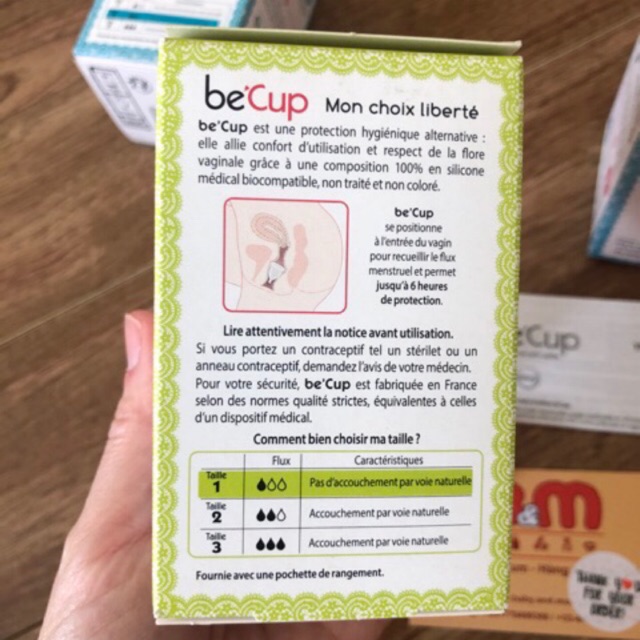 be'Cup Mon choix liberté
be'Cup est une protection hygiénique alternative :
elle allie confort d'utilisation et respect de la flore
vaginale grâce à une composition 100% en silicone
médical biocompatible, non traité et non coloré.
be'Cup
se positionne
à l'entrée du vagin
pour recueillir le flux
menstruel et permet
jusqu'à 6 heures
de protection.
Lire attentivement la notice avant utilisation.
Si vous portez un contraceptif tel un stérilet ou un
anneau contraceptif, demandez l'avis de votre médecin.
Pour votre sécurité, be'Cup est fabriquée en France
selon des normes qualité strictes, équivalentes à celles
d'un dispositif médical.
Comment bien choisir ma taille ?
Flux Caractéristiques
Taille
1 Pas d'accouchement par voie naturelle
Taille
2 Accouchement par voie naturelle
Taille
3 Accouchement par voie naturelle
Fournie avec une pochette de rangement.
Cup
&m
THANK YOU
FOR YOUR
ORDER!